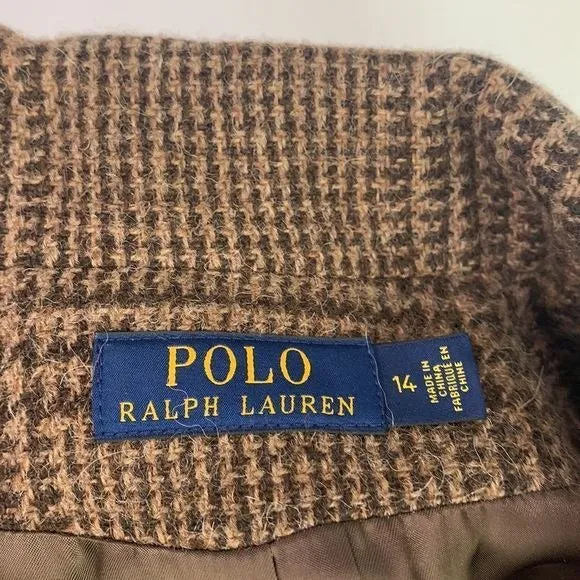 POLO
RALPH LAUREN
14
MADE IN
CHINA
FABRIQUÉ EN
CHINE